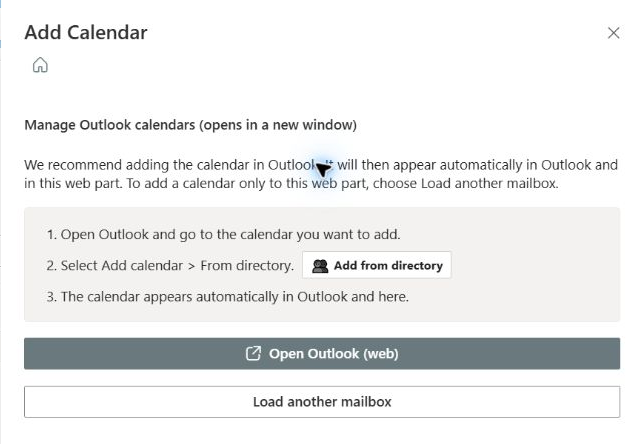 Add Calendar
Manage Outlook calendars (opens in a new window)
We recommend adding the calendar in Outlook. It will then appear automatically in Outlook and
in this web part. To add a calendar only to this web part, choose Load another mailbox.
1. Open Outlook and go to the calendar you want to add.
2. Select Add calendar > From directory. Add from directory
3. The calendar appears automatically in Outlook and here.
Open Outlook (web)
Load another mailbox